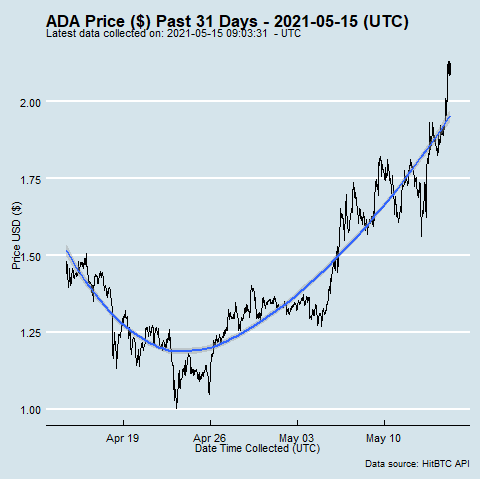 ADA Price ($) Past 31 Days - 2021-05-15 (UTC)
Latest data collected on: 2021-05-15 09:03:31 - UTC
2.00
1.75
1.50
1.25
1.00
Price USD ($)
Apr 19 Apr 26 May 03 May 10
Date Time Collected (UTC)
Data source: HitBTC API